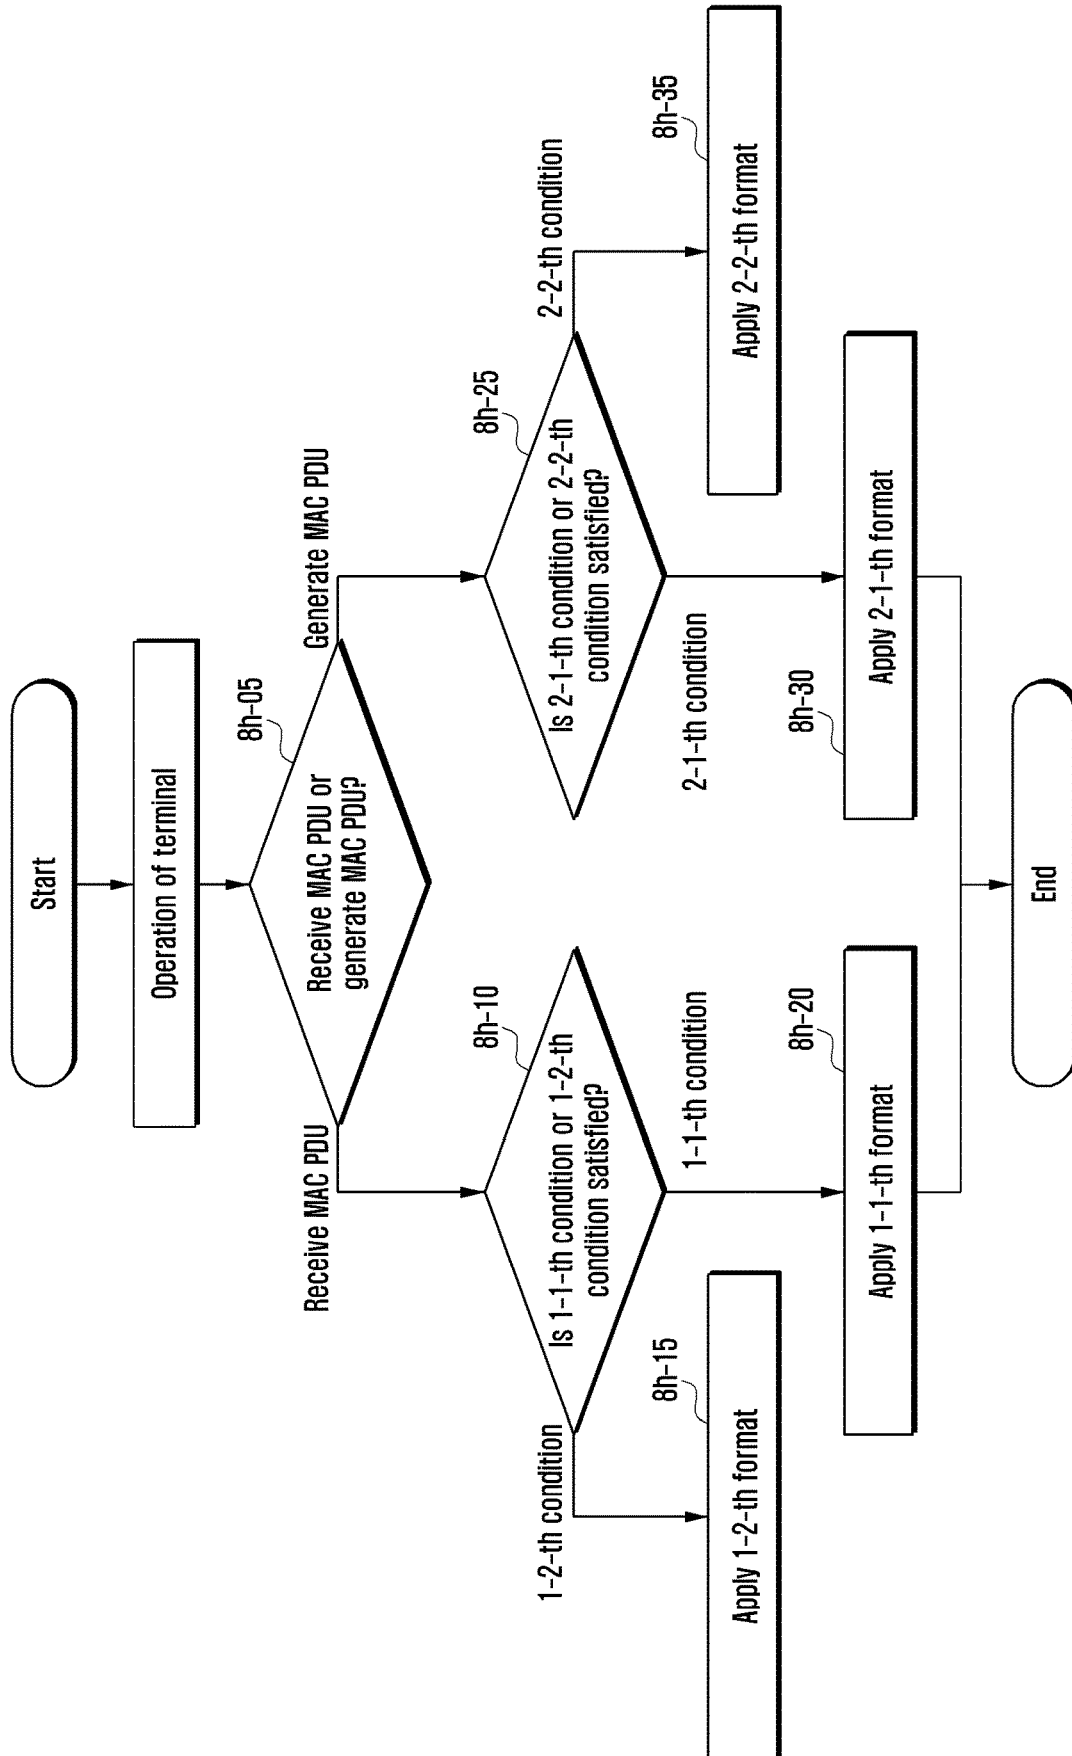 Start
Operation of terminal
8h-05
Receive MAC PDU or
generate MAC PDU?
Receive MAC PDU
Generate MAC PDU
8h-10
Is 1-1-th condition or 1-2-th
condition satisfied?
8h-25
Is 2-1-th condition or 2-2-th
condition satisfied?
1-2-th condition
2-2-th condition
8h-15
Apply 1-2-th format
1-1-th condition
2-1-th condition
8h-35
Apply 2-2-th format
8h-20
Apply 1-1-th format
8h-30
Apply 2-1-th format
End